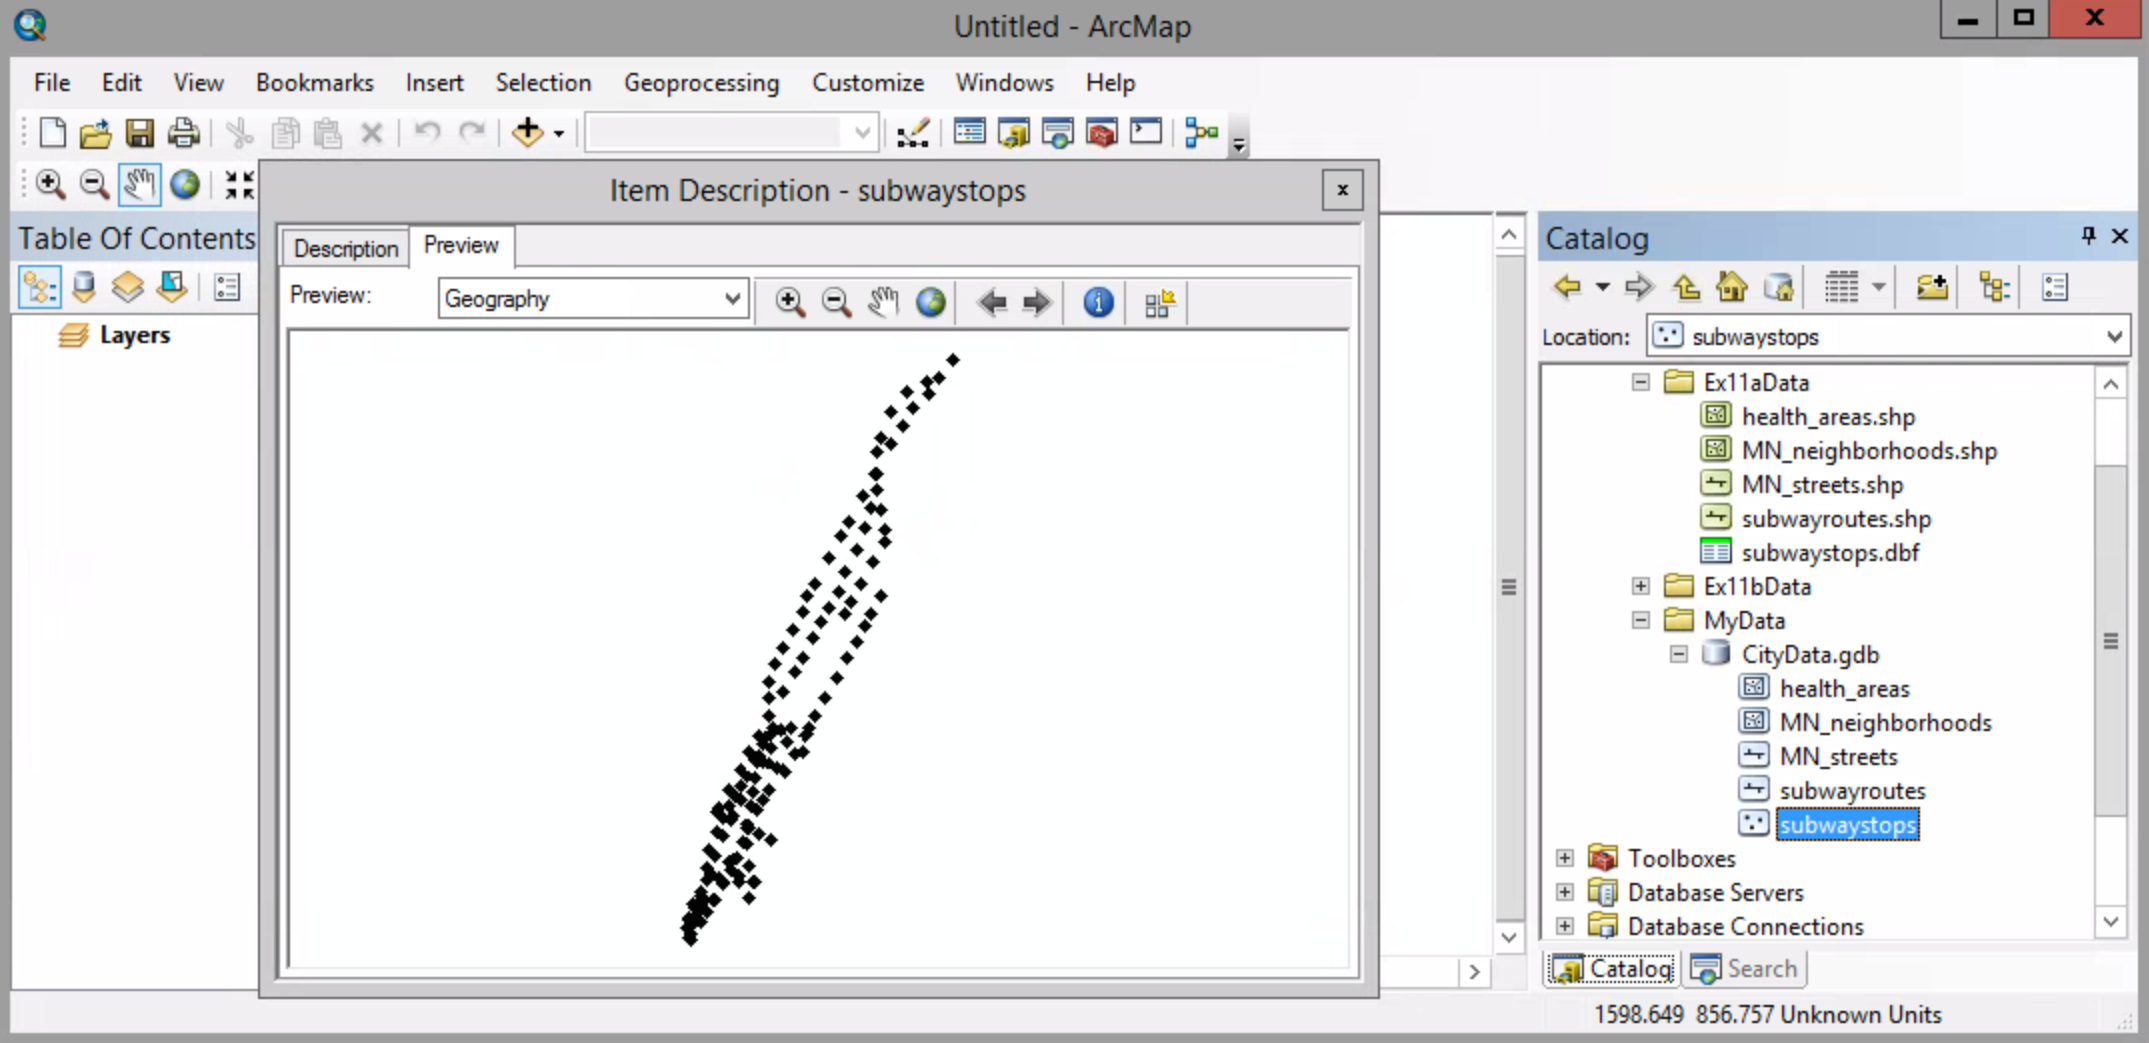 Untitled - ArcMap
File Edit View Bookmarks Insert Selection Geoprocessing Customize Windows Help
Item Description - subwaystops
Table Of Contents
Layers
Description Preview
Preview: Geography
Catalog
Location: subwaystops
Ex11aData
health_areas.shp
MN_neighborhoods.shp
MN_streets.shp
subwayroutes.shp
subwaystops.dbf
Ex11bData
MyData
CityData.gdb
health_areas
MN_neighborhoods
MN_streets
subwayroutes
subwaystops
Toolboxes
Database Servers
Database Connections
Catalog Search
1598.649 856.757 Unknown Units